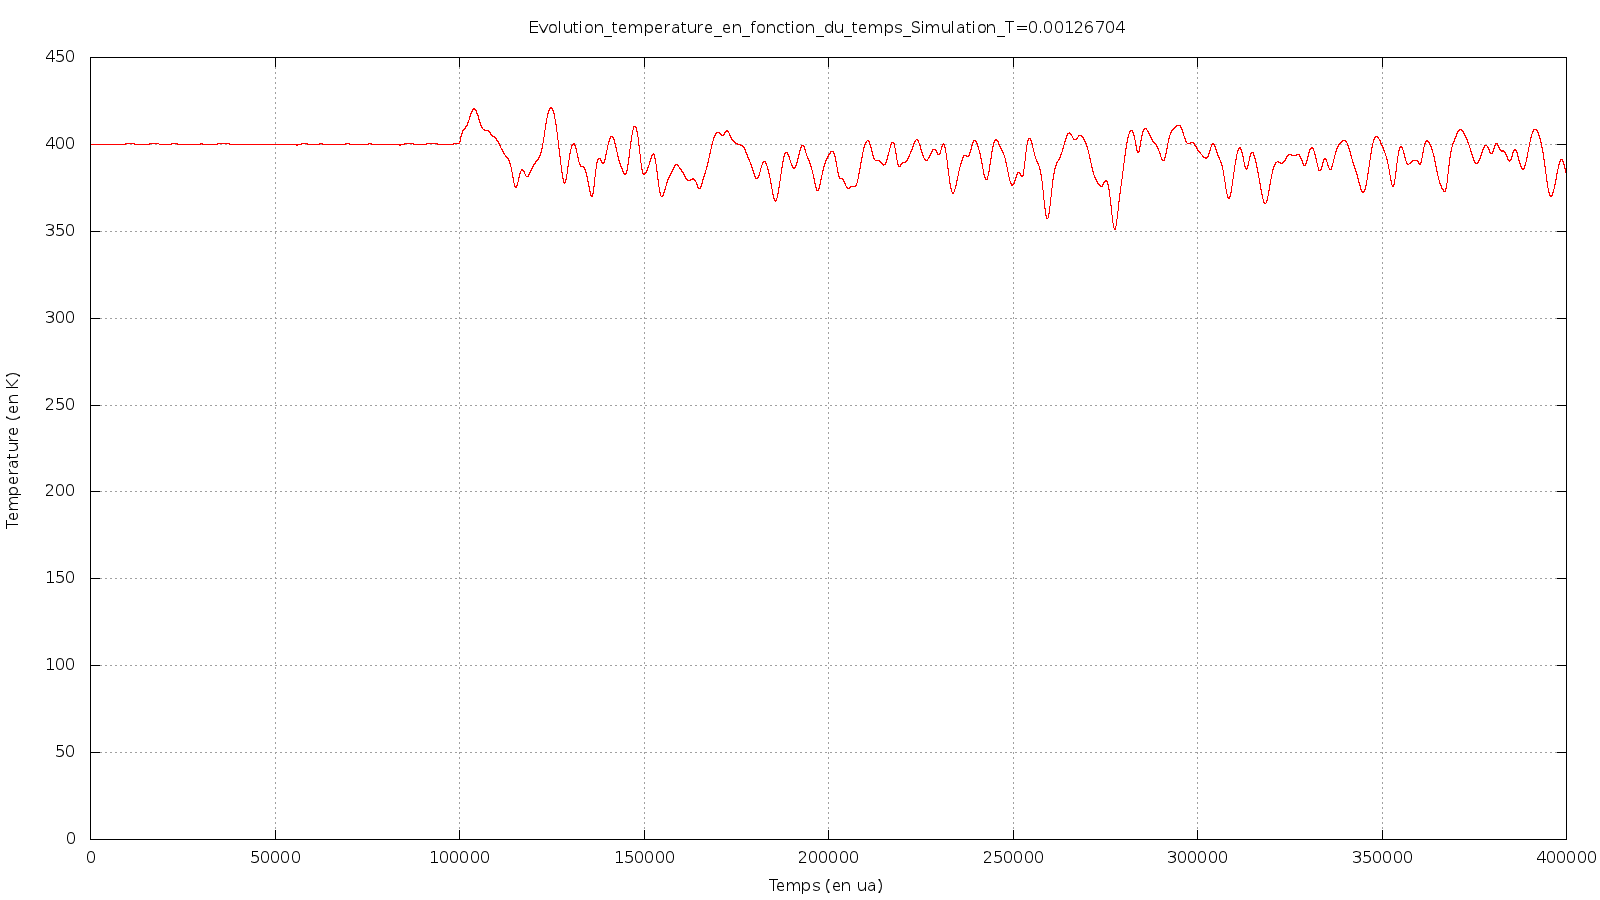 Evolution_temperature_en_fonction_du_temps_Simulation_T=0.00126704
450
400
350
300
250
200
150
100
50
0
Temperature (en K)
0 50000 100000 150000 200000 250000 300000 350000 400000
Temps (en ua)